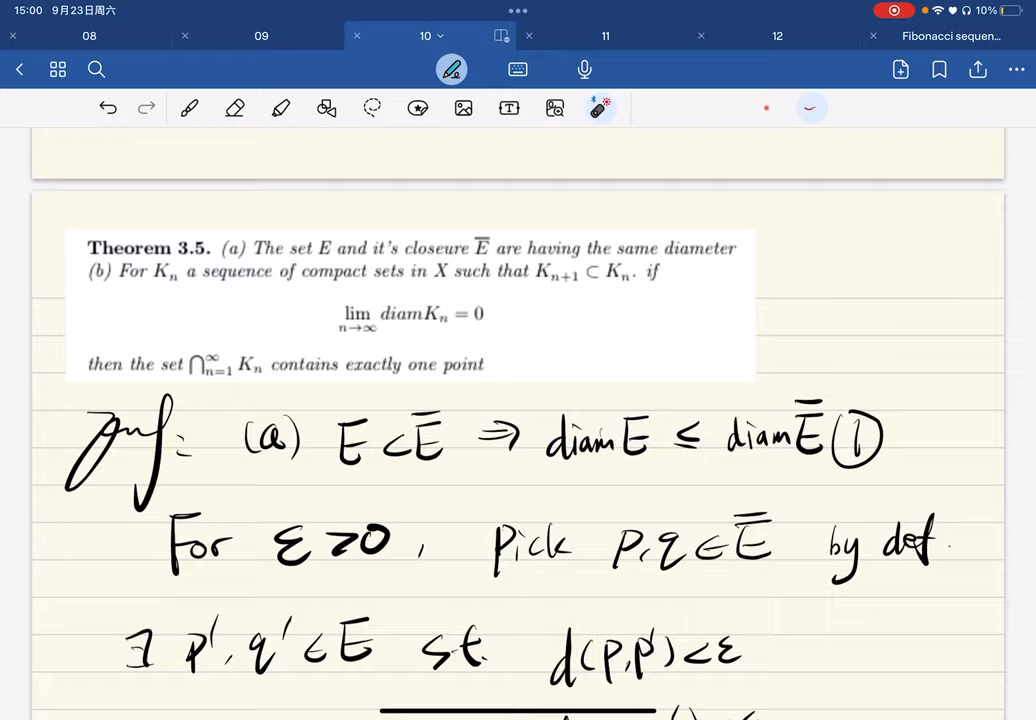 15:00 9月23日周六 10%
08 09 10 11 12 Fibonacci sequen...
Theorem 3.5. (a) The set E and it's closeure E̅ are having the same diameter
(b) For Kₙ a sequence of compact sets in X such that Kₙ₊₁ ⊂ Kₙ. if
lim n→∞ diamKₙ = 0
then the set ⋂ₙ₌₁^∞ Kₙ contains exactly one point
(a) E ⊂ E̅ ⇒ diam E ≤ diam E̅ ①
For ε > 0, pick p, q ∈ E̅ by def.
∃ p', q' ∈ E s.t. d(p,p') < ε